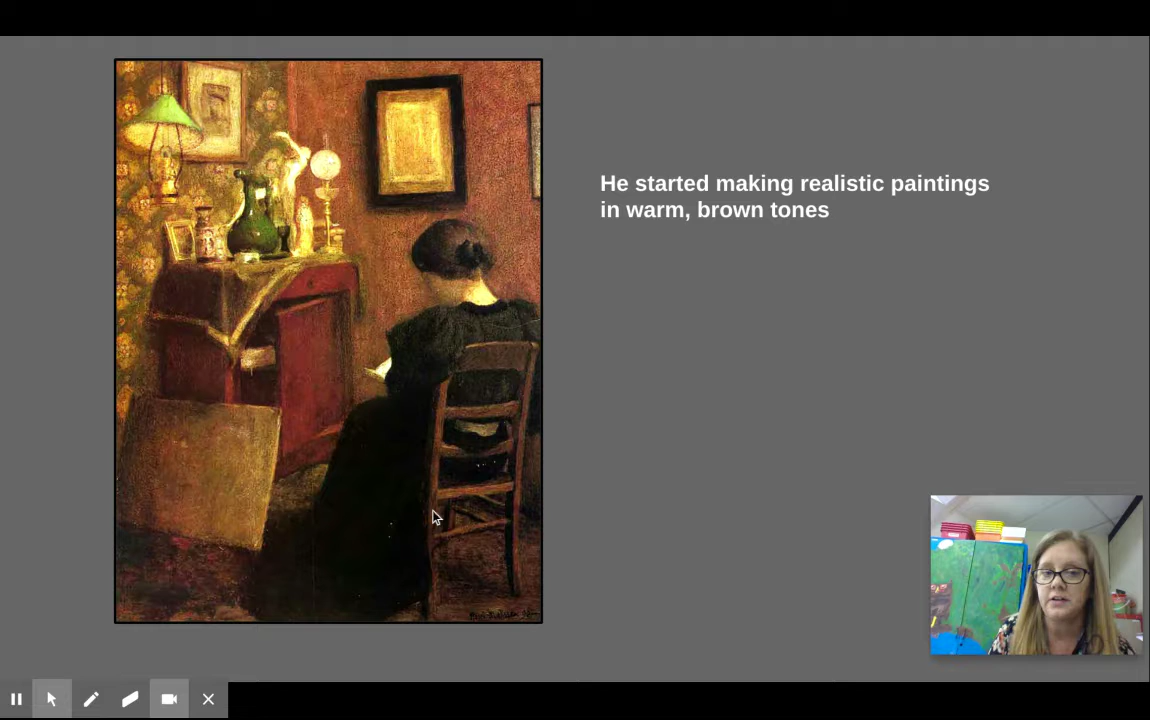 He started making realistic paintings
in warm, brown tones